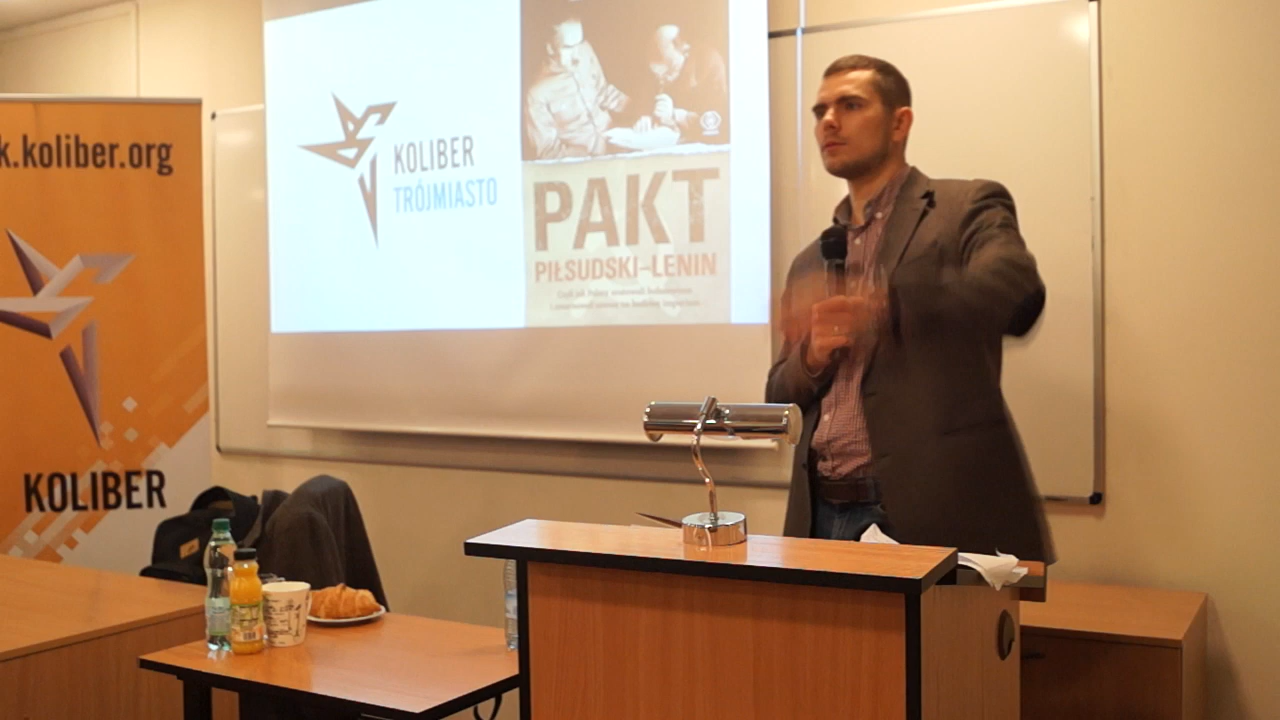 k.koliber.org
KOLIBER
KOLIBER
TRÓJMIASTO
PAKT
PIŁSUDSKI–LENIN